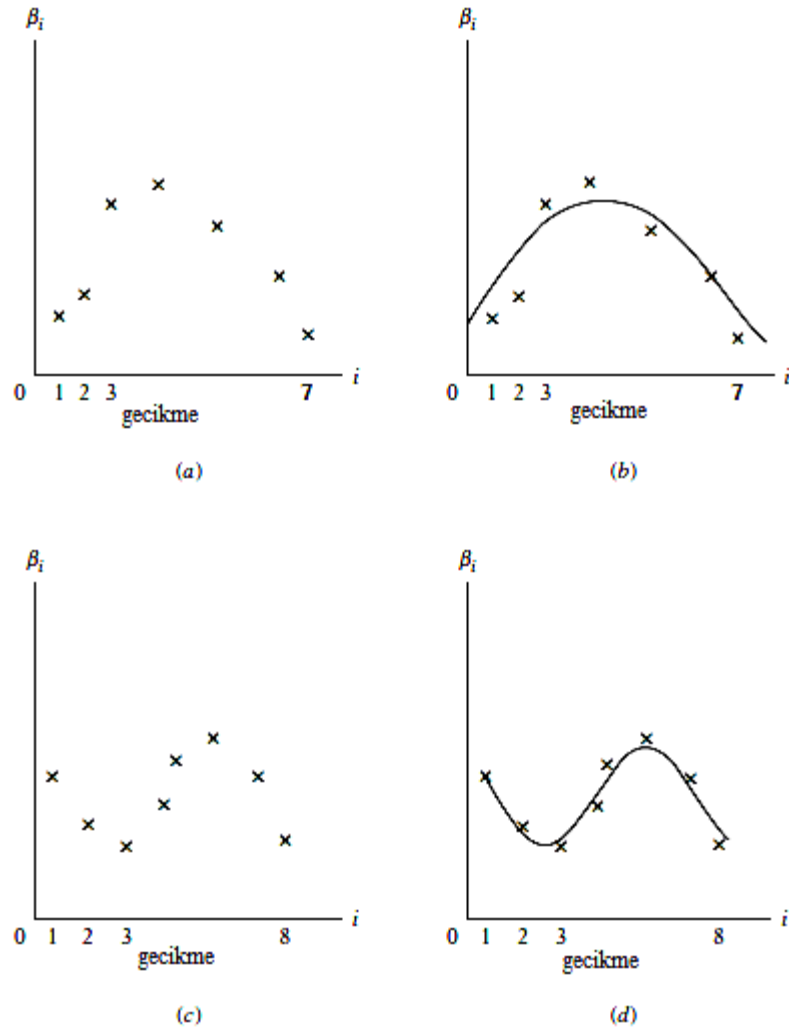 βi βi
0 1 2 3 7 i 0 1 2 3 7 i
gecikme gecikme
(a) (b)
βi βi
0 1 2 3 8 i 0 1 2 3 8 i
gecikme gecikme
(c) (d)